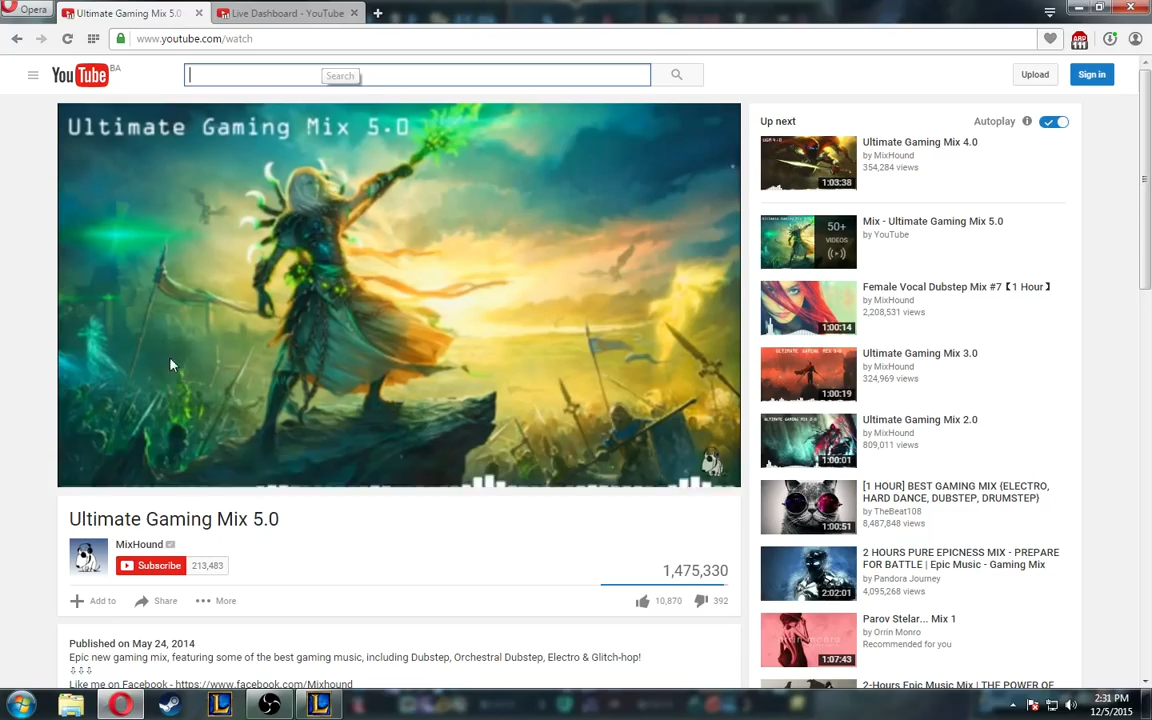 Opera
Ultimate Gaming Mix 5.0
Live Dashboard - YouTube
www.youtube.com/watch
ABP
111
YouTube BA
Search
Upload
Sign in
Ultimate Gaming Mix 5.0
Up next
Autoplay
Ultimate Gaming Mix 4.0
by MixHound
354,284 views
1:03:38
Mix - Ultimate Gaming Mix 5.0
by YouTube
50+
VIDEOS
Female Vocal Dubstep Mix #7【1 Hour】
by MixHound
2,208,531 views
1:00:14
Ultimate Gaming Mix 3.0
by MixHound
324,969 views
1:00:19
Ultimate Gaming Mix 2.0
by MixHound
809,011 views
1:00:01
[1 HOUR] BEST GAMING MIX {ELECTRO,
HARD DANCE, DUBSTEP, DRUMSTEP}
by TheBeat108
8,487,848 views
1:00:51
2 HOURS PURE EPICNESS MIX - PREPARE
FOR BATTLE | Epic Music - Gaming Mix
by Pandora Journey
4,095,268 views
2:02:01
Parov Stelar... Mix 1
by Orrin Monro
Recommended for you
1:07:43
2-Hours Epic Music Mix | THE POWER OF
Ultimate Gaming Mix 5.0
MixHound
Subscribe
213,483
1,475,330
Add to
Share
More
10,870
392
Published on May 24, 2014
Epic new gaming mix, featuring some of the best gaming music, including Dubstep, Orchestral Dubstep, Electro & Glitch-hop!
⇩⇩⇩
Like me on Facebook - https://www.facebook.com/Mixhound
2:31 PM
12/5/2015